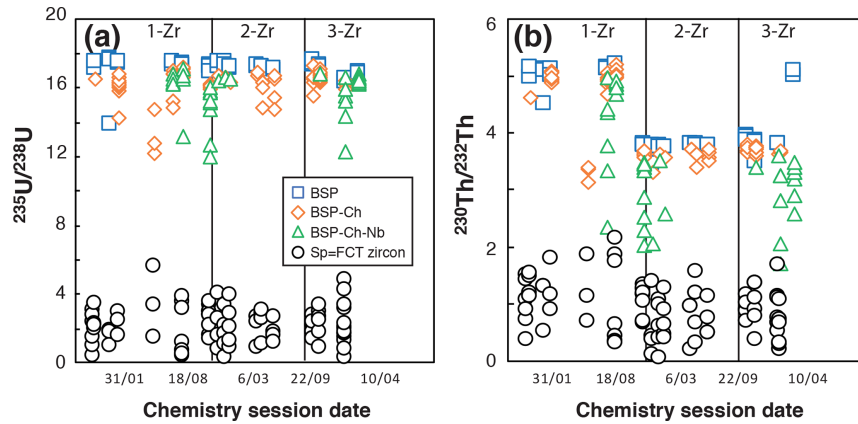 (a) 1-Zr 2-Zr 3-Zr
20
16
12
8
4
0
²³⁵U/²³⁸U
BSP
BSP-Ch
BSP-Ch-Nb
Sp=FCT zircon
31/01 18/08 6/03 22/09 10/04
Chemistry session date
(b) 1-Zr 2-Zr 3-Zr
6
4
2
0
²³⁰Th/²³²Th
31/01 18/08 6/03 22/09 10/04
Chemistry session date